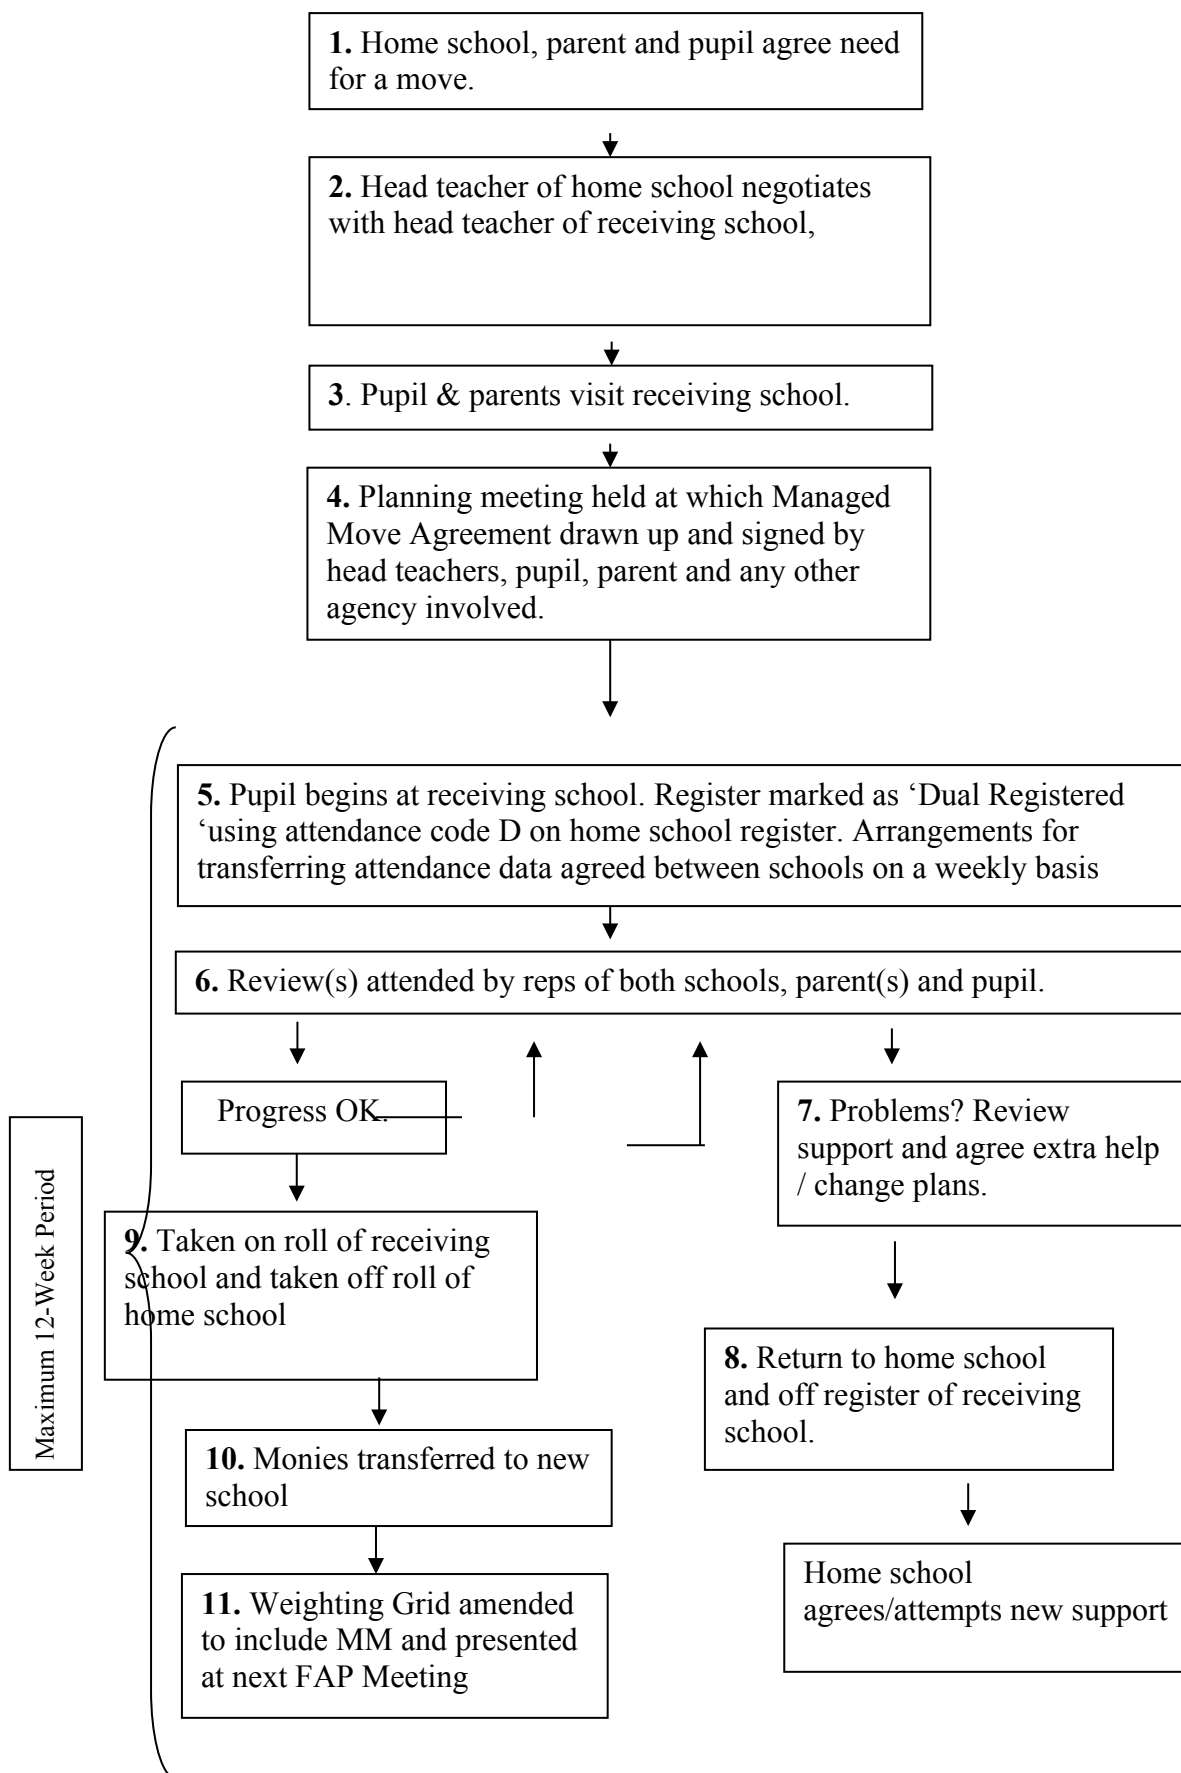 1. Home school, parent and pupil agree need
for a move.
2. Head teacher of home school negotiates
with head teacher of receiving school,
3. Pupil & parents visit receiving school.
4. Planning meeting held at which Managed
Move Agreement drawn up and signed by
head teachers, pupil, parent and any other
agency involved.
5. Pupil begins at receiving school. Register marked as ‘Dual Registered
‘using attendance code D on home school register. Arrangements for
transferring attendance data agreed between schools on a weekly basis
6. Review(s) attended by reps of both schools, parent(s) and pupil.
Progress OK.
7. Problems? Review
support and agree extra help
/ change plans.
Maximum 12-Week Period
9. Taken on roll of receiving
school and taken off roll of
home school
8. Return to home school
and off register of receiving
school.
10. Monies transferred to new
school
Home school
agrees/attempts new support
11. Weighting Grid amended
to include MM and presented
at next FAP Meeting